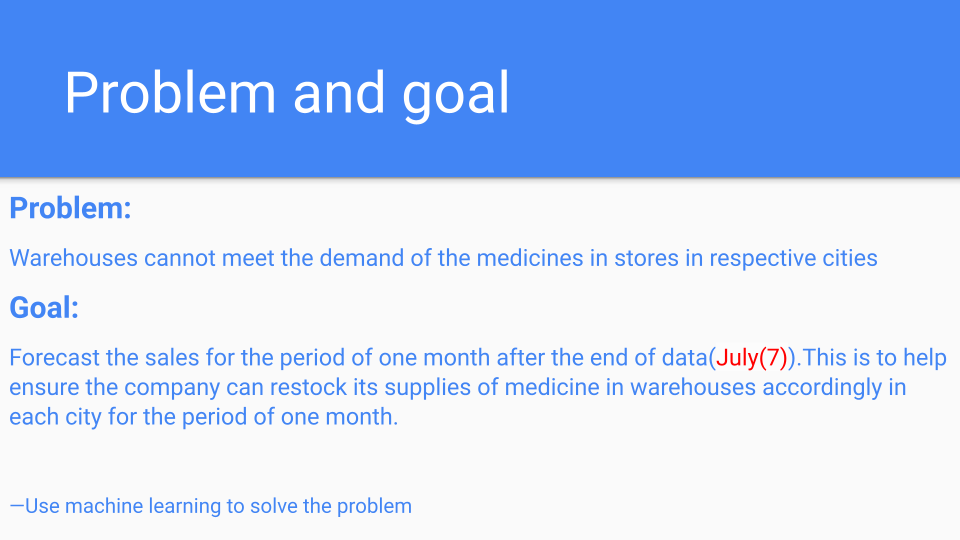 Problem and goal
Problem:
Warehouses cannot meet the demand of the medicines in stores in respective cities
Goal:
Forecast the sales for the period of one month after the end of data(July(7)).This is to help
ensure the company can restock its supplies of medicine in warehouses accordingly in
each city for the period of one month.
—Use machine learning to solve the problem